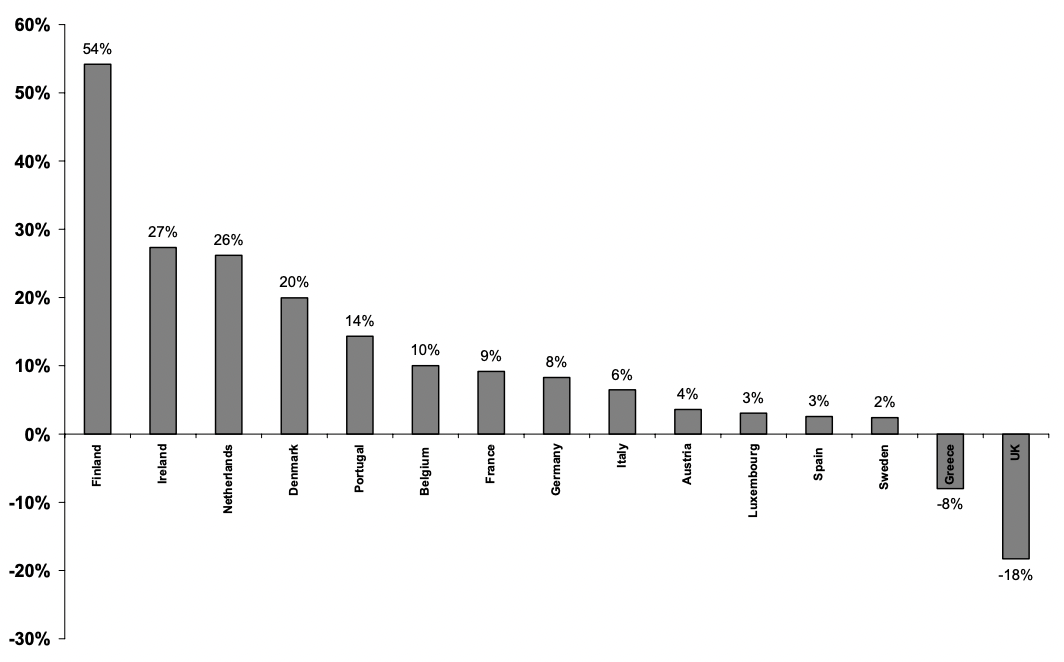 60%
50%
40%
30%
20%
10%
0%
-10%
-20%
-30%
54%
27%
26%
20%
14%
10%
9%
8%
6%
4%
3%
3%
2%
-8%
-18%
Finland
Ireland
Netherlands
Denmark
Portugal
Belgium
France
Germany
Italy
Austria
Luxembourg
Spain
Sweden
Greece
UK